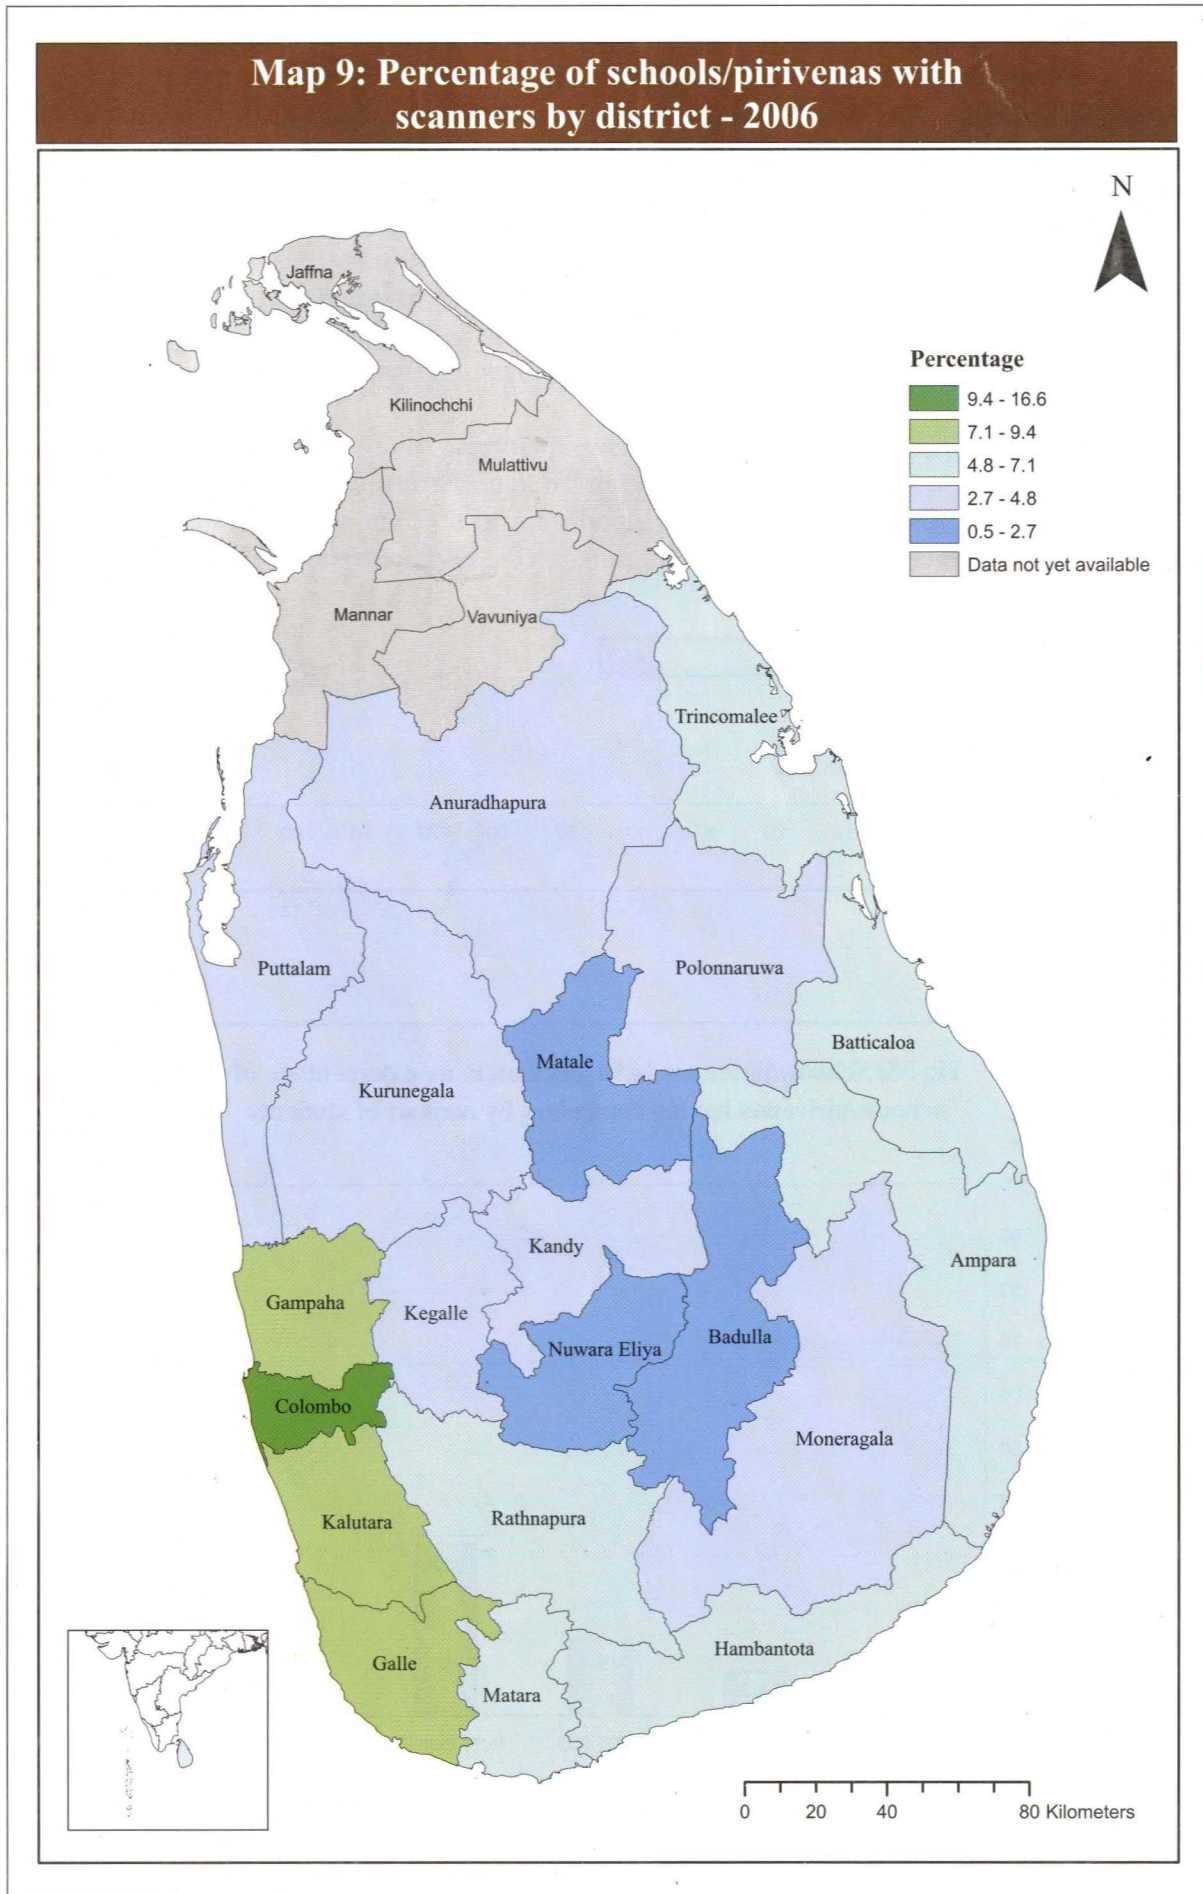 Map 9: Percentage of schools/pirivenas with
scanners by district - 2006
N
Jaffna
Percentage
9.4 - 16.6
7.1 - 9.4
4.8 - 7.1
2.7 - 4.8
0.5 - 2.7
Data not yet available
Kilinochchi
Mulattivu
Mannar
Vavuniya
Trincomalee
Anuradhapura
Puttalam
Polonnaruwa
Batticaloa
Matale
Kurunegala
Kandy
Ampara
Gampaha
Kegalle
Nuwara Eliya
Badulla
Colombo
Moneragala
Kalutara
Rathnapura
Hambantota
Galle
Matara
0 20 40 80 Kilometers